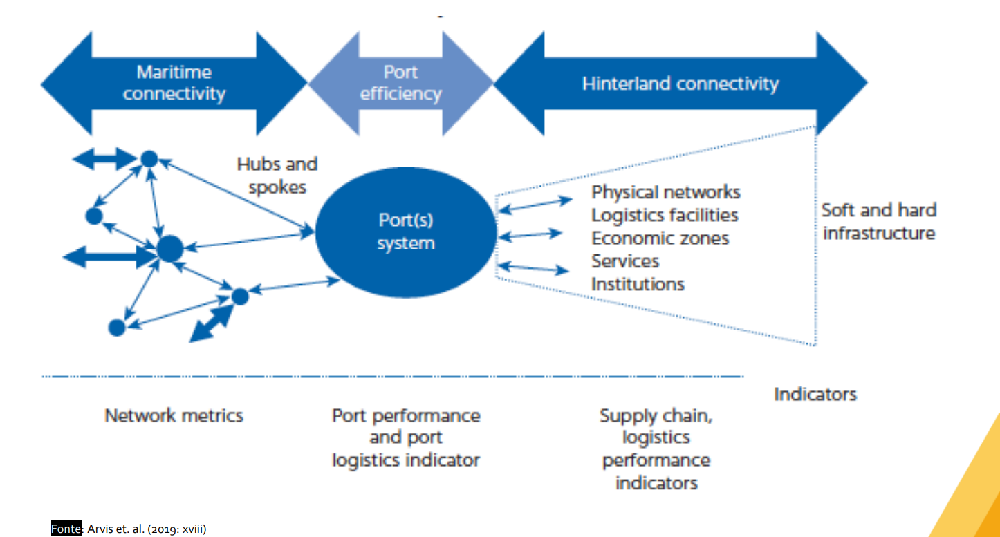 Maritime
connectivity
Port
efficiency
Hinterland connectivity
Hubs and
spokes
Port(s)
system
Physical networks
Logistics facilities
Economic zones
Services
Institutions
Soft and hard
infrastructure
Indicators
Network metrics
Port performance
and port
logistics indicator
Supply chain,
logistics
performance
indicators
Fonte: Arvis et. al. (2019: xviii)